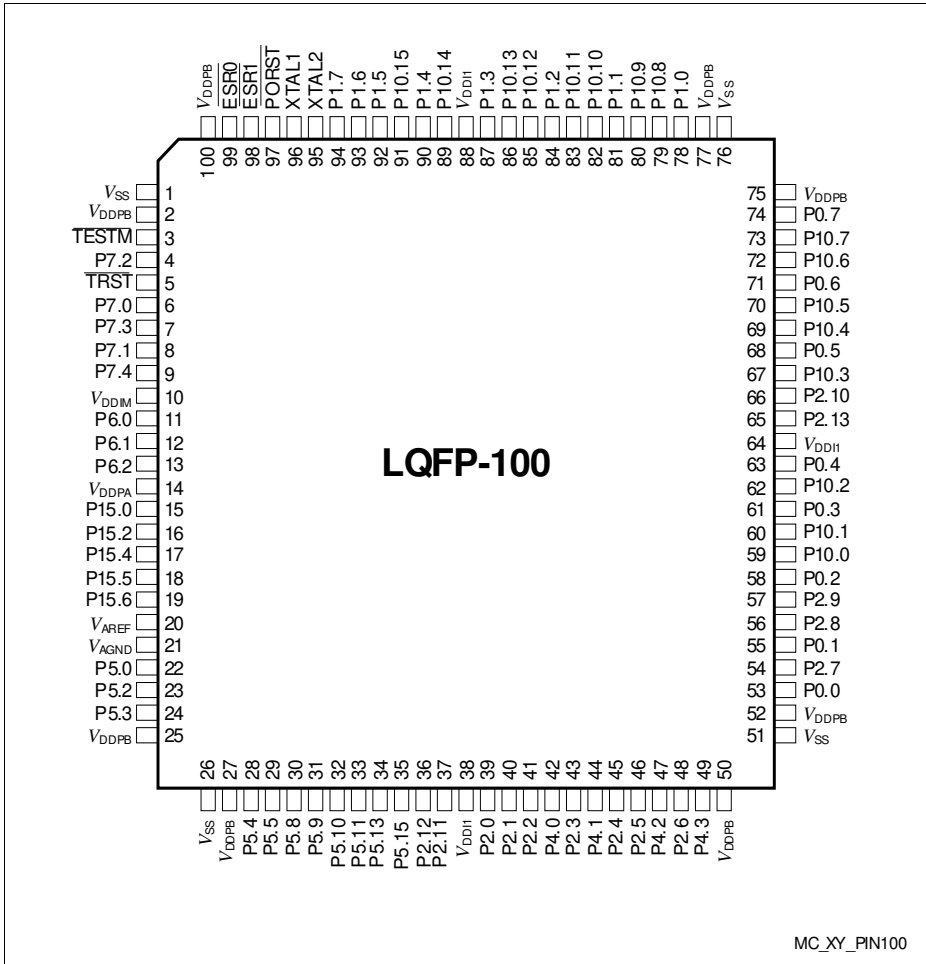 VDDPB
ESR0
ESR1
PORST
XTAL1
XTAL2
P1.7
P1.6
P1.5
P10.15
P1.4
P10.14
VDDI1
P1.3
P10.13
P10.12
P1.2
P10.11
P10.10
P1.1
P10.9
P10.8
P1.0
VDDPB
VSS
100 99 98 97 96 95 94 93 92 91 90 89 88 87 86 85 84 83 82 81 80 79 78 77 76
VSS 1
VDDPB 2
TESTM 3
P7.2 4
TRST 5
P7.0 6
P7.3 7
P7.1 8
P7.4 9
VDDIM 10
P6.0 11
P6.1 12
P6.2 13
VDDPA 14
P15.0 15
P15.2 16
P15.4 17
P15.5 18
P15.6 19
VAREF 20
VAGND 21
P5.0 22
P5.2 23
P5.3 24
VDDPB 25
LQFP-100
75 VDDPB
74 P0.7
73 P10.7
72 P10.6
71 P0.6
70 P10.5
69 P10.4
68 P0.5
67 P10.3
66 P2.10
65 P2.13
64 VDDI1
63 P0.4
62 P10.2
61 P0.3
60 P10.1
59 P10.0
58 P0.2
57 P2.9
56 P2.8
55 P0.1
54 P2.7
53 P0.0
52 VDDPB
51 VSS
26 27 28 29 30 31 32 33 34 35 36 37 38 39 40 41 42 43 44 45 46 47 48 49 50
VSS
VDDPB
P5.4
P5.5
P5.8
P5.9
P5.10
P5.11
P5.13
P5.15
P2.12
P2.11
VDDI1
P2.0
P2.1
P2.2
P4.0
P2.3
P4.1
P2.4
P2.5
P4.2
P2.6
P4.3
VDDPB
MC_XY_PIN100